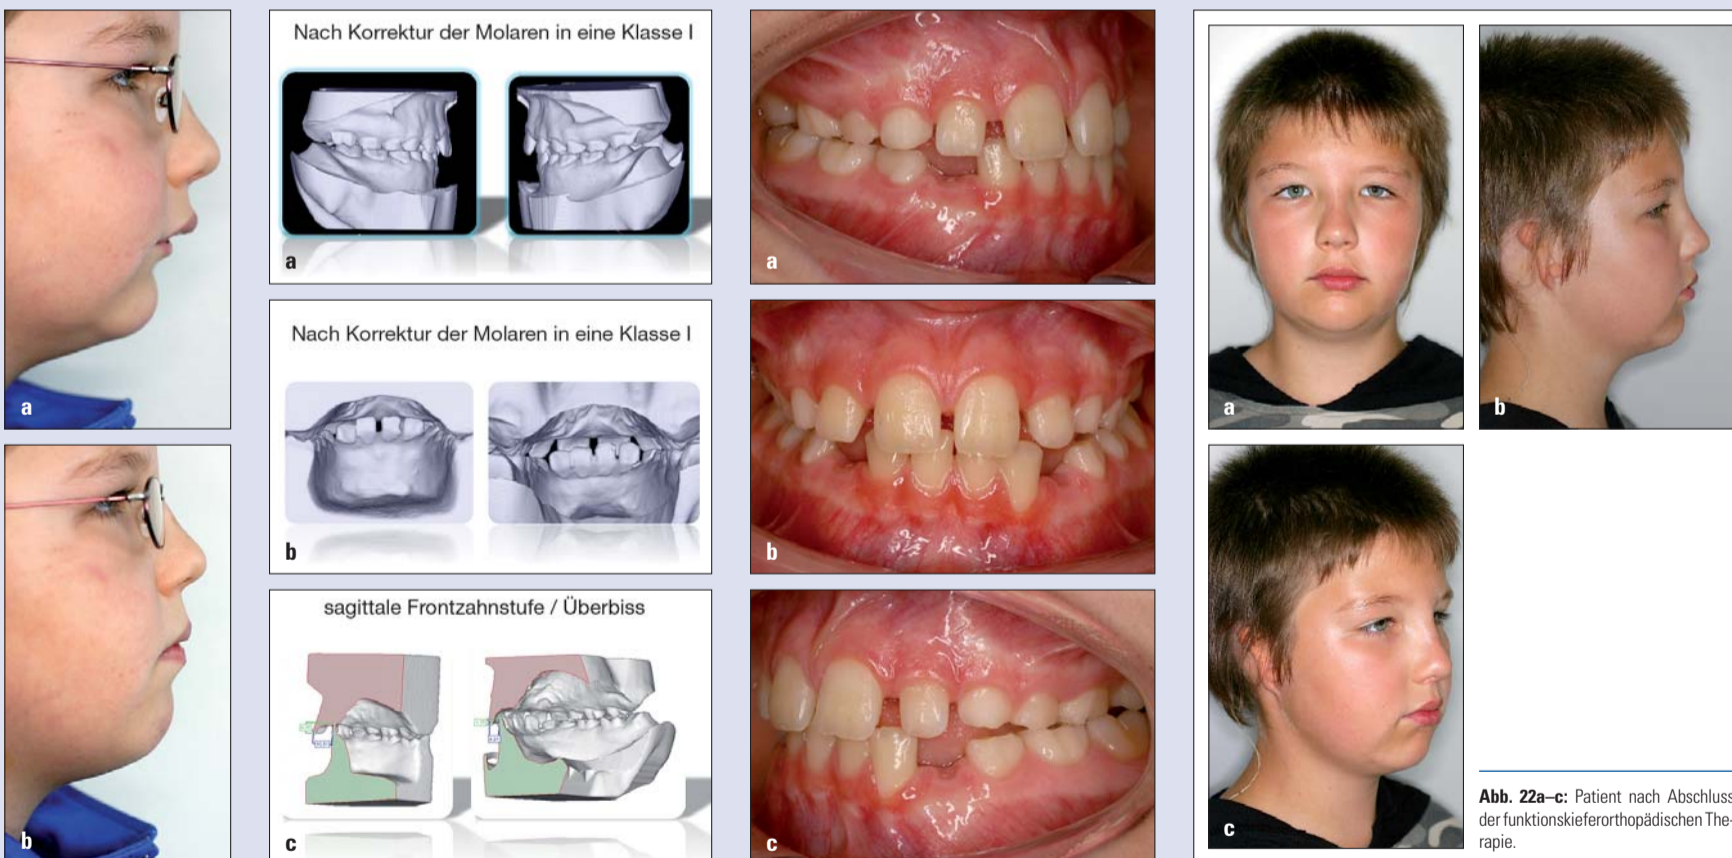 a
b
Nach Korrektur der Molaren in eine Klasse I
a
Nach Korrektur der Molaren in eine Klasse I
b
sagittale Frontzahnstufe / Überbiss
c
a
b
c
a
b
c
Abb. 22a–c: Patient nach Abschluss
der funktionskieferorthopädischen The-
rapie.